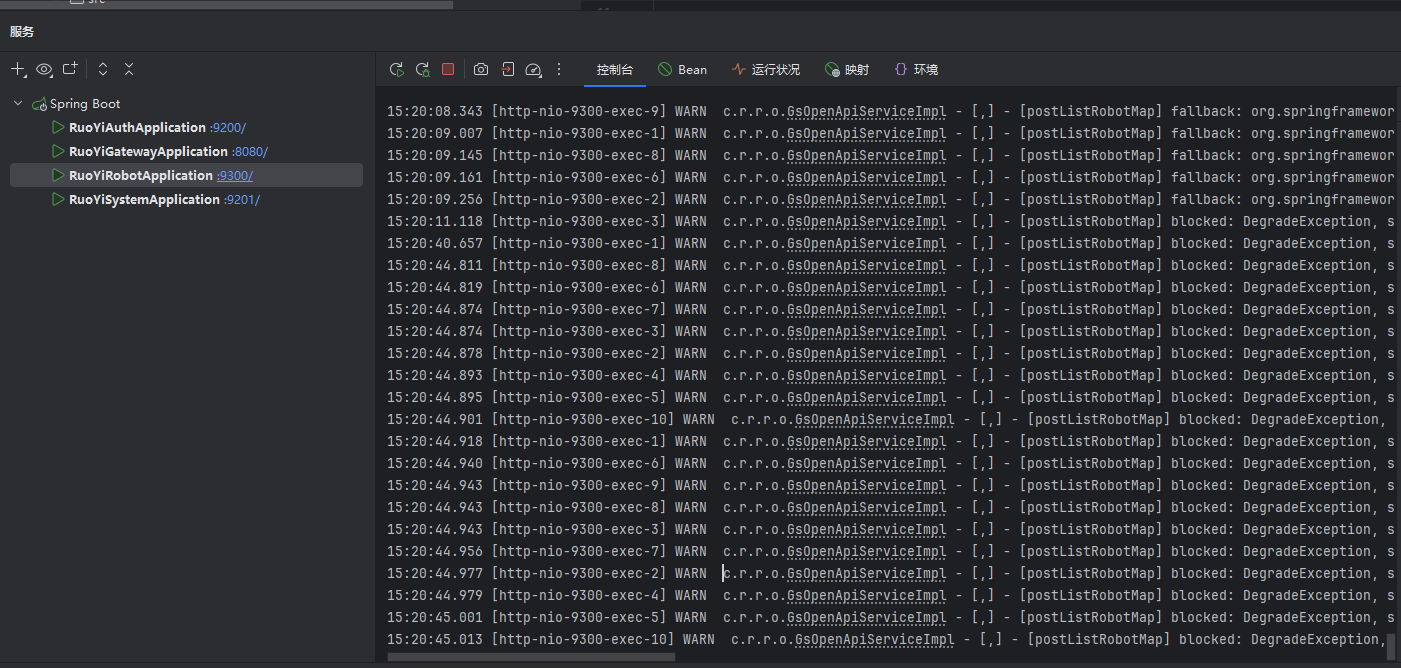 src
服务
控制台
Bean
运行状况
映射
环境
Spring Boot
RuoYiAuthApplication :9200/
RuoYiGatewayApplication :8080/
RuoYiRobotApplication :9300/
RuoYiSystemApplication :9201/
15:20:08.343 [http-nio-9300-exec-9] WARN  c.r.r.o.GsOpenApiServiceImpl - [,] - [postListRobotMap] fallback: org.springframewor
15:20:09.007 [http-nio-9300-exec-1] WARN  c.r.r.o.GsOpenApiServiceImpl - [,] - [postListRobotMap] fallback: org.springframewor
15:20:09.145 [http-nio-9300-exec-8] WARN  c.r.r.o.GsOpenApiServiceImpl - [,] - [postListRobotMap] fallback: org.springframewor
15:20:09.161 [http-nio-9300-exec-6] WARN  c.r.r.o.GsOpenApiServiceImpl - [,] - [postListRobotMap] fallback: org.springframewor
15:20:09.256 [http-nio-9300-exec-2] WARN  c.r.r.o.GsOpenApiServiceImpl - [,] - [postListRobotMap] fallback: org.springframewor
15:20:11.118 [http-nio-9300-exec-3] WARN  c.r.r.o.GsOpenApiServiceImpl - [,] - [postListRobotMap] blocked: DegradeException, s
15:20:40.657 [http-nio-9300-exec-1] WARN  c.r.r.o.GsOpenApiServiceImpl - [,] - [postListRobotMap] blocked: DegradeException, s
15:20:44.811 [http-nio-9300-exec-8] WARN  c.r.r.o.GsOpenApiServiceImpl - [,] - [postListRobotMap] blocked: DegradeException, s
15:20:44.819 [http-nio-9300-exec-6] WARN  c.r.r.o.GsOpenApiServiceImpl - [,] - [postListRobotMap] blocked: DegradeException, s
15:20:44.874 [http-nio-9300-exec-7] WARN  c.r.r.o.GsOpenApiServiceImpl - [,] - [postListRobotMap] blocked: DegradeException, s
15:20:44.874 [http-nio-9300-exec-3] WARN  c.r.r.o.GsOpenApiServiceImpl - [,] - [postListRobotMap] blocked: DegradeException, s
15:20:44.878 [http-nio-9300-exec-2] WARN  c.r.r.o.GsOpenApiServiceImpl - [,] - [postListRobotMap] blocked: DegradeException, s
15:20:44.893 [http-nio-9300-exec-4] WARN  c.r.r.o.GsOpenApiServiceImpl - [,] - [postListRobotMap] blocked: DegradeException, s
15:20:44.895 [http-nio-9300-exec-5] WARN  c.r.r.o.GsOpenApiServiceImpl - [,] - [postListRobotMap] blocked: DegradeException, s
15:20:44.901 [http-nio-9300-exec-10] WARN  c.r.r.o.GsOpenApiServiceImpl - [,] - [postListRobotMap] blocked: DegradeException,
15:20:44.918 [http-nio-9300-exec-1] WARN  c.r.r.o.GsOpenApiServiceImpl - [,] - [postListRobotMap] blocked: DegradeException, s
15:20:44.940 [http-nio-9300-exec-6] WARN  c.r.r.o.GsOpenApiServiceImpl - [,] - [postListRobotMap] blocked: DegradeException, s
15:20:44.943 [http-nio-9300-exec-9] WARN  c.r.r.o.GsOpenApiServiceImpl - [,] - [postListRobotMap] blocked: DegradeException, s
15:20:44.943 [http-nio-9300-exec-8] WARN  c.r.r.o.GsOpenApiServiceImpl - [,] - [postListRobotMap] blocked: DegradeException, s
15:20:44.943 [http-nio-9300-exec-3] WARN  c.r.r.o.GsOpenApiServiceImpl - [,] - [postListRobotMap] blocked: DegradeException, s
15:20:44.956 [http-nio-9300-exec-7] WARN  c.r.r.o.GsOpenApiServiceImpl - [,] - [postListRobotMap] blocked: DegradeException, s
15:20:44.977 [http-nio-9300-exec-2] WARN  c.r.r.o.GsOpenApiServiceImpl - [,] - [postListRobotMap] blocked: DegradeException, s
15:20:44.979 [http-nio-9300-exec-4] WARN  c.r.r.o.GsOpenApiServiceImpl - [,] - [postListRobotMap] blocked: DegradeException, s
15:20:45.001 [http-nio-9300-exec-5] WARN  c.r.r.o.GsOpenApiServiceImpl - [,] - [postListRobotMap] blocked: DegradeException, s
15:20:45.013 [http-nio-9300-exec-10] WARN  c.r.r.o.GsOpenApiServiceImpl - [,] - [postListRobotMap] blocked: DegradeException,